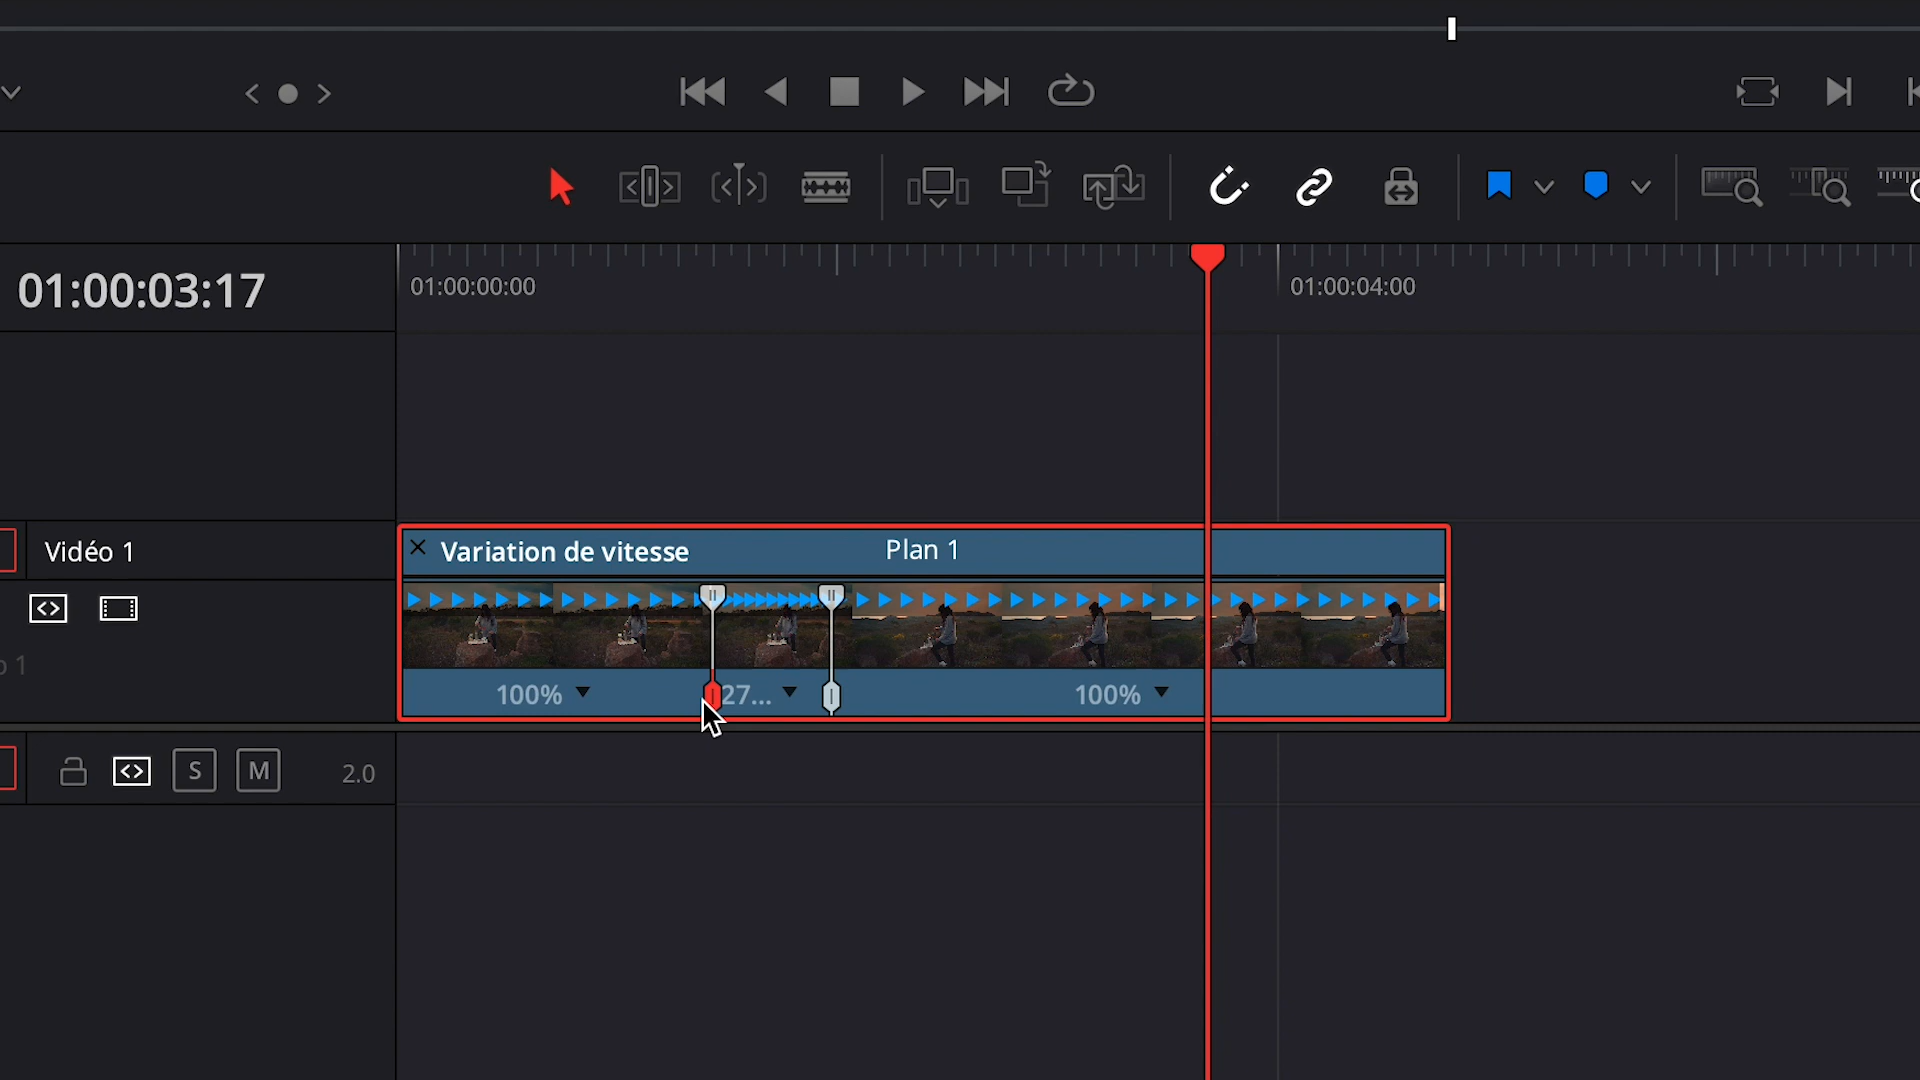 01:00:03:17
01:00:00:00
01:00:04:00
Vidéo 1
Variation de vitesse
Plan 1
o 1
100%
27...
100%
S
M
2.0